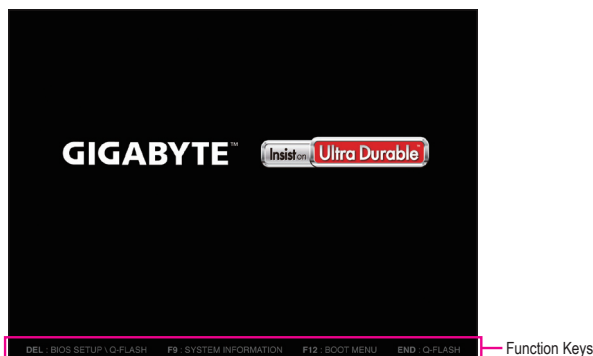 GIGABYTE™
Insist on Ultra Durable™
DEL : BIOS SETUP \ Q-FLASH F9 : SYSTEM INFORMATION F12 : BOOT MENU END : Q-FLASH
Function Keys